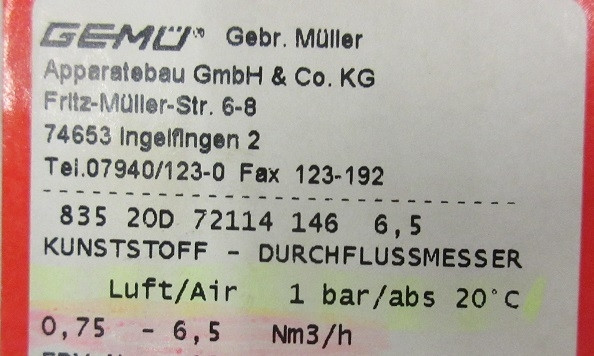 GEMÜ® Gebr. Müller
Apparatebau GmbH & Co. KG
Fritz-Müller-Str. 6-8
74653 Ingelfingen 2
Tel.07940/123-0 Fax 123-192
835 20D 72114 146 6,5
KUNSTSTOFF - DURCHFLUSSMESSER
Luft/Air 1 bar/abs 20°C
0,75 - 6,5 Nm3/h